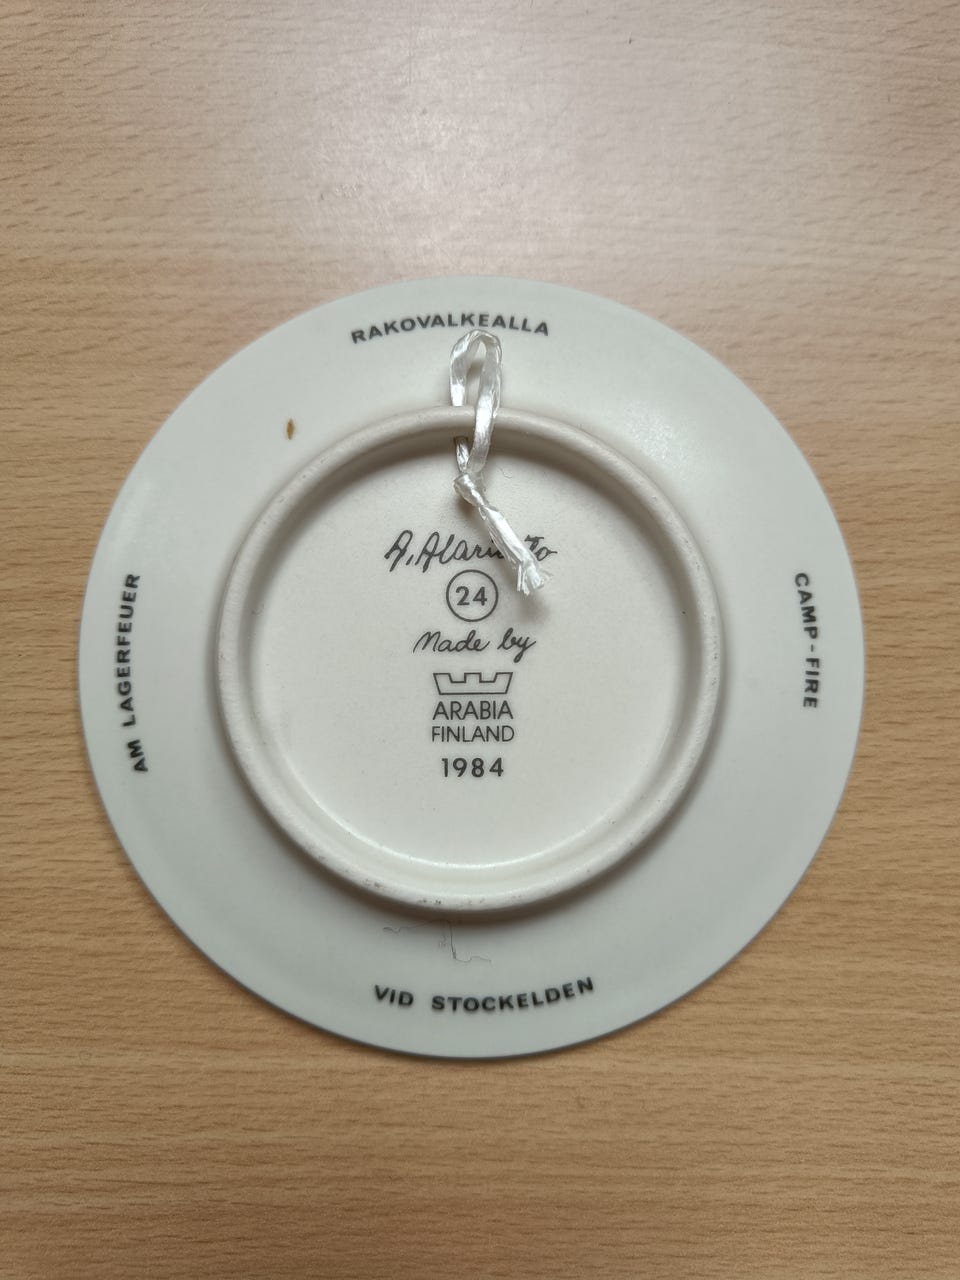 RAKOVALKEALLA
24
Made by
ARABIA
FINLAND
1984
CAMP-FIRE
VID STOCKELDEN
AM LAGERFEUER